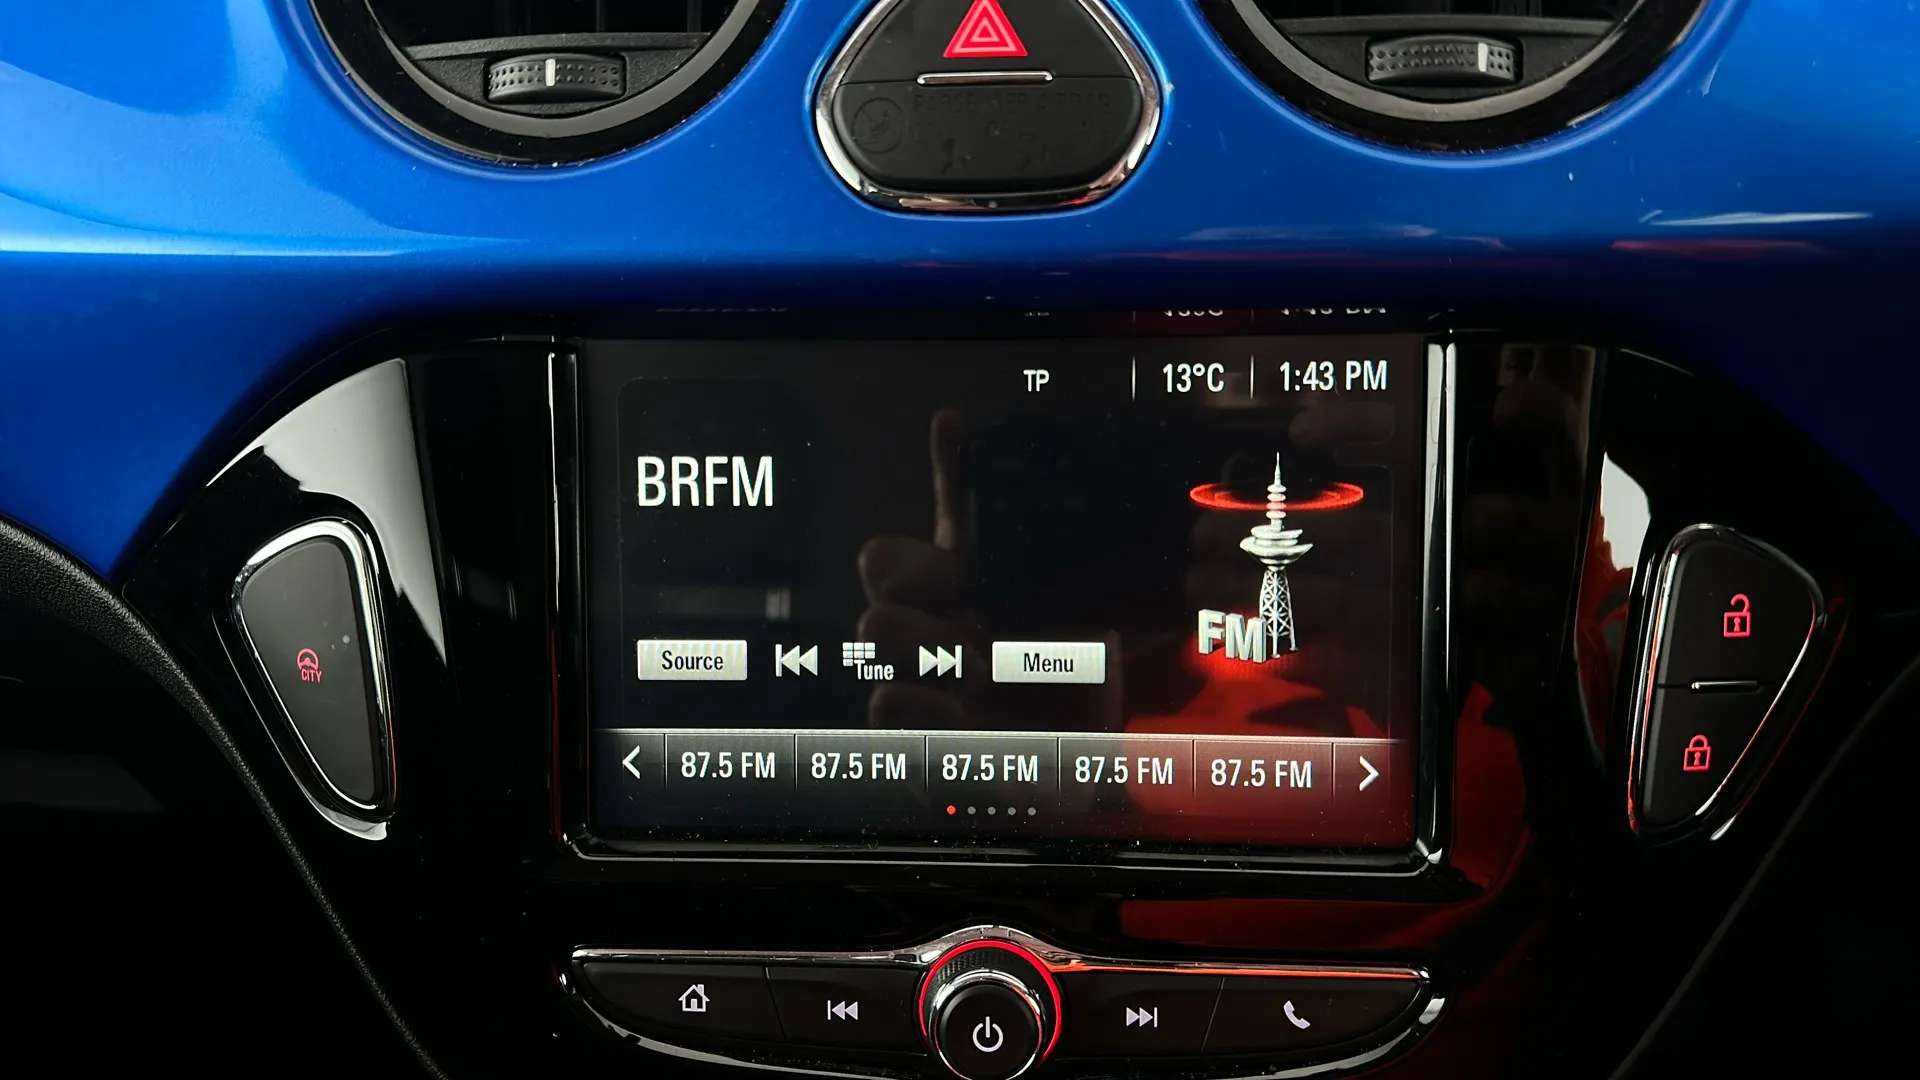 TP 13°C 1:43 PM
BRFM
FM
Source Tune Menu
87.5 FM 87.5 FM 87.5 FM 87.5 FM 87.5 FM
CITY